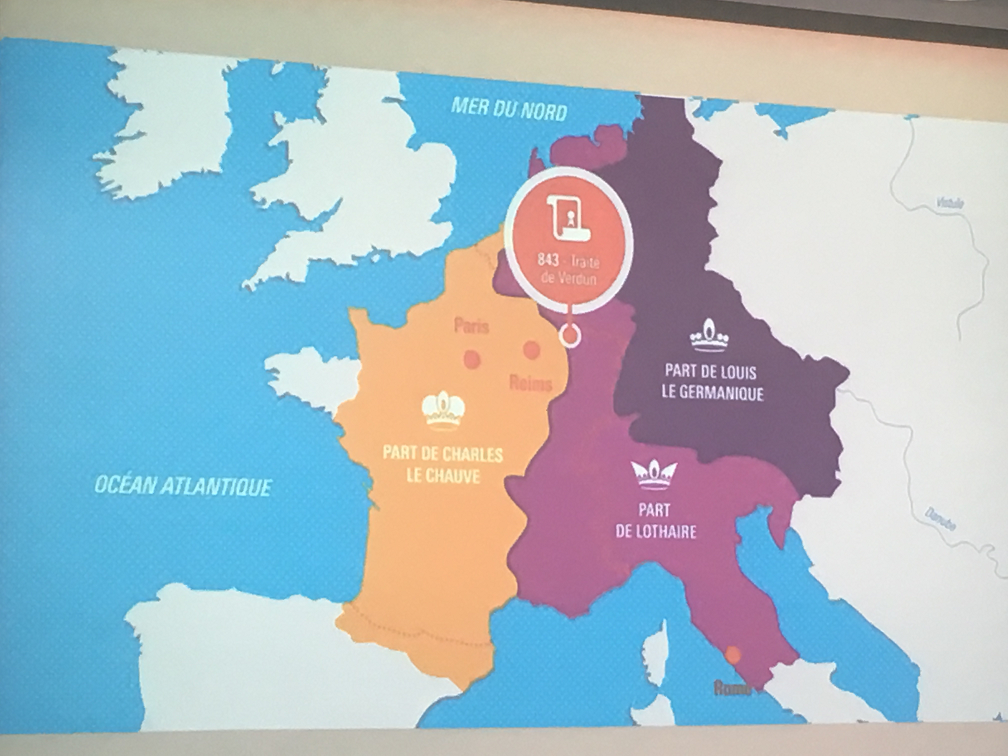 MER DU NORD
Vistule
843 - Traité
de Verdun
Paris
Reims
PART DE LOUIS
LE GERMANIQUE
PART DE CHARLES
LE CHAUVE
OCÉAN ATLANTIQUE
PART
DE LOTHAIRE
Danube
Rome